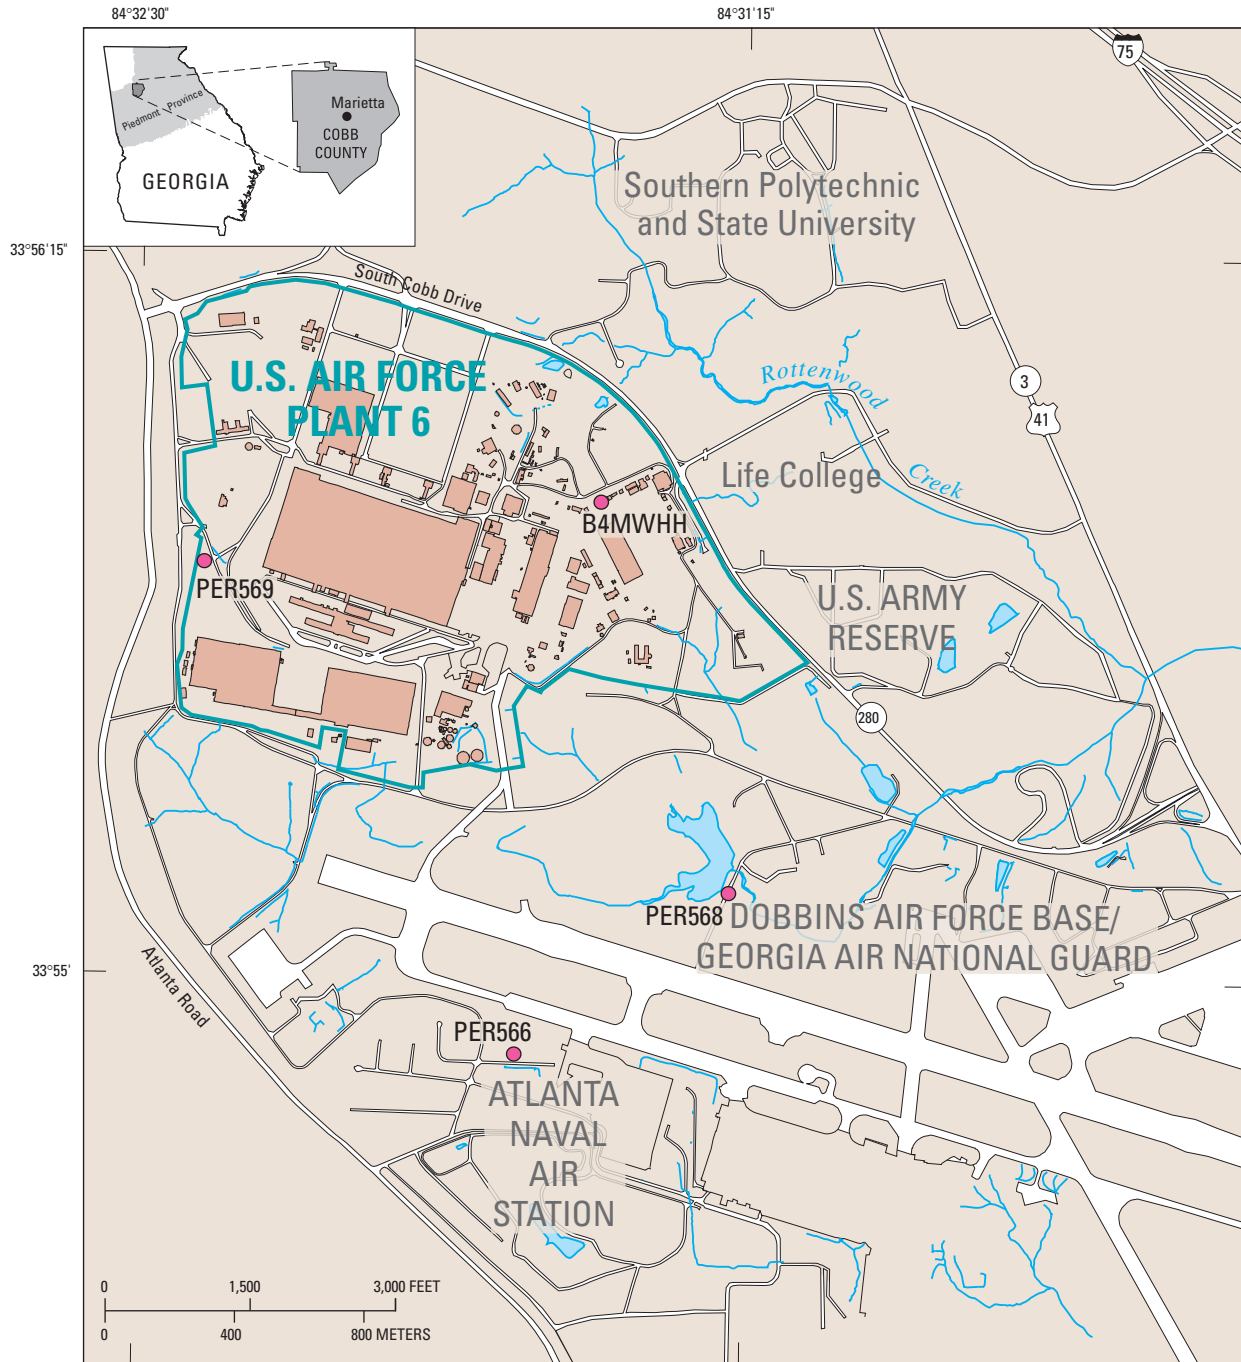 84°32'30"
84°31'15"
75
Piedmont Province
Marietta
COBB
COUNTY
GEORGIA
Southern Polytechnic
and State University
33°56'15"
South Cobb Drive
U.S. AIR FORCE
PLANT 6
Rottenwood
Creek
3
41
Life College
B4MWHH
PER569
U.S. ARMY
RESERVE
280
PER568
DOBBINS AIR FORCE BASE/
GEORGIA AIR NATIONAL GUARD
33°55'
Atlanta Road
PER566
ATLANTA
NAVAL
AIR
STATION
0 1,500 3,000 FEET
0 400 800 METERS